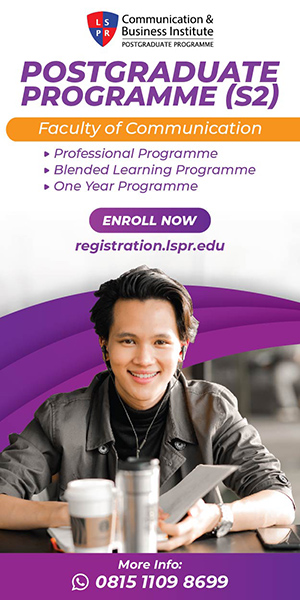 L S
P R
Communication &
Business Institute
POSTGRADUATE PROGRAMME
POSTGRADUATE
PROGRAMME (S2)
Faculty of Communication
Professional Programme
Blended Learning Programme
One Year Programme
ENROLL NOW
registration.lspr.edu
More Info:
0815 1109 8699